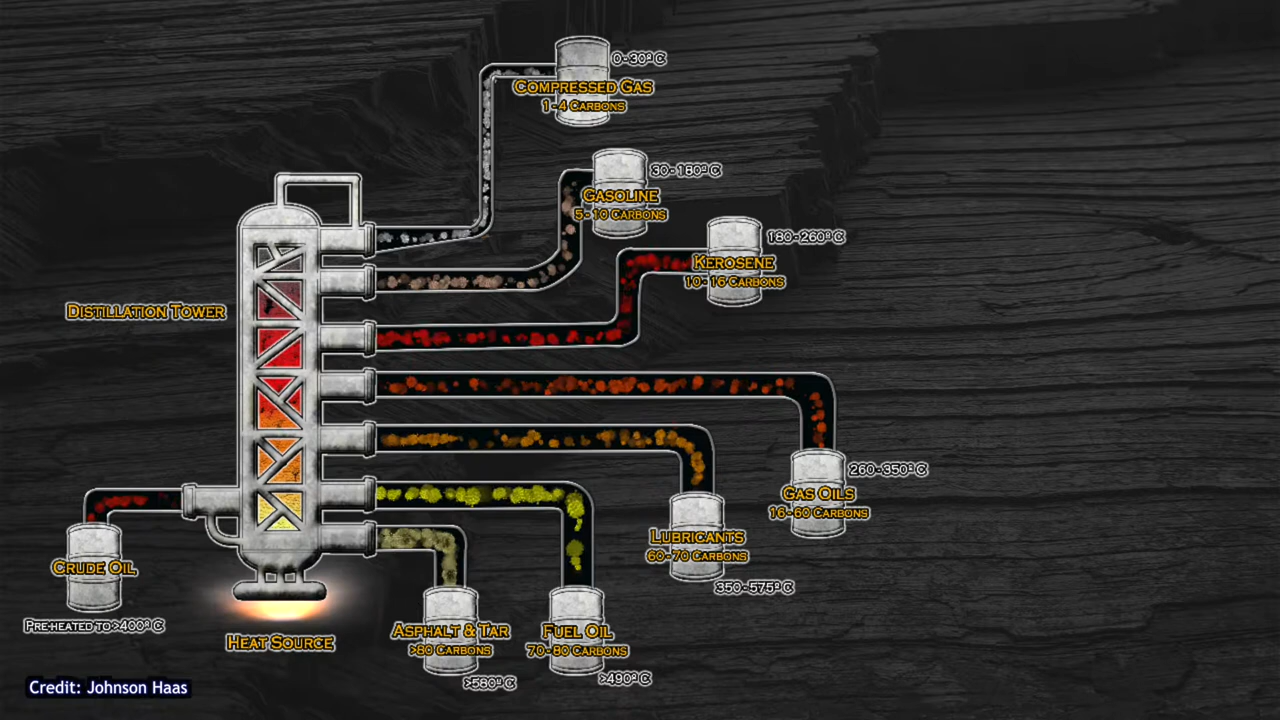 0-30º C
Compressed Gas
1-4 Carbons
30-160º C
Gasoline
5-10 Carbons
180-260º C
Kerosene
10-16 Carbons
Distillation Tower
260-350º C
Gas Oils
16-60 Carbons
Lubricants
60-70 Carbons
350-575º C
Crude Oil
Pre-heated to >400º C
Heat Source
Asphalt & Tar
>80 Carbons
>580º C
Fuel Oil
70-80 Carbons
>490º C
Credit: Johnson Haas